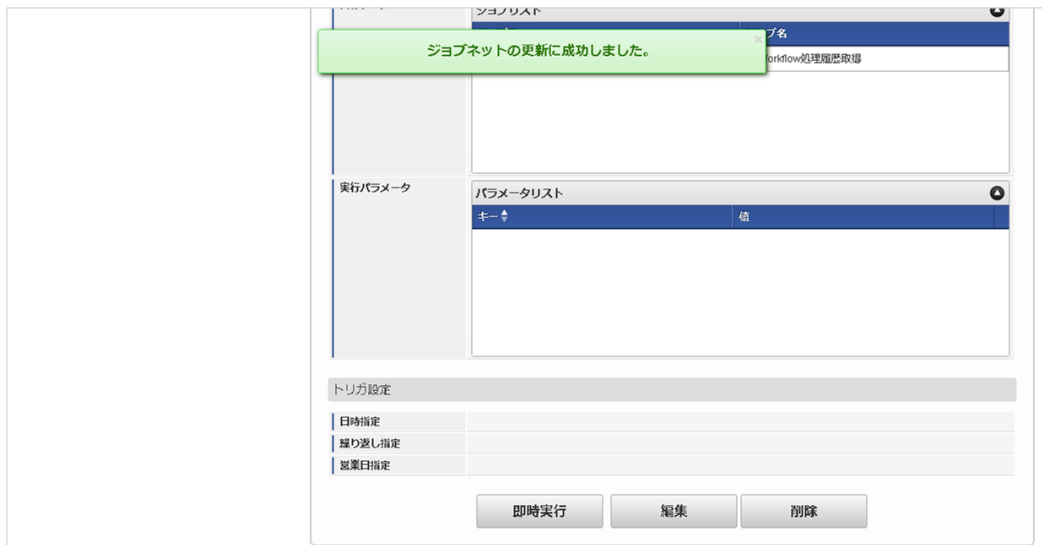 ジョブリスト
ブ名
ジョブネットの更新に成功しました。
×
orkflow処理履歴取得
実行パラメータ
パラメータリスト
キー
値
トリガ設定
日時指定
繰り返し指定
営業日指定
即時実行
編集
削除